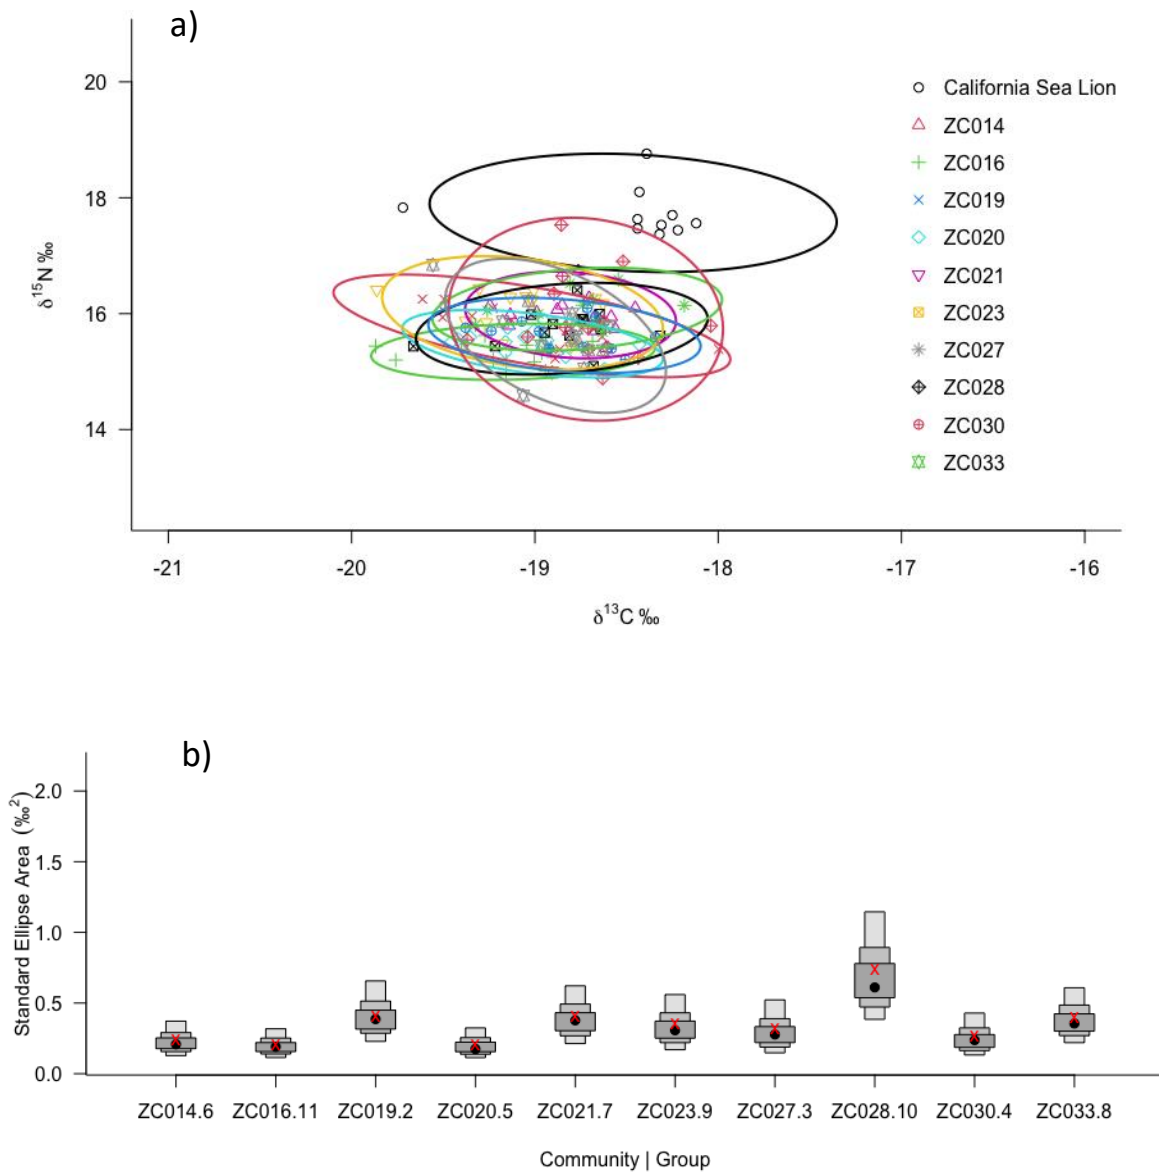 a)
20
18
16
14
δ15N ‰
-21 -20 -19 -18 -17 -16
δ13C ‰
California Sea Lion
ZC014
ZC016
ZC019
ZC020
ZC021
ZC023
ZC027
ZC028
ZC030
ZC033
b)
2.0
1.5
1.0
0.5
0.0
Standard Ellipse Area (‰2)
ZC014.6 ZC016.11 ZC019.2 ZC020.5 ZC021.7 ZC023.9 ZC027.3 ZC028.10 ZC030.4 ZC033.8
Community | Group